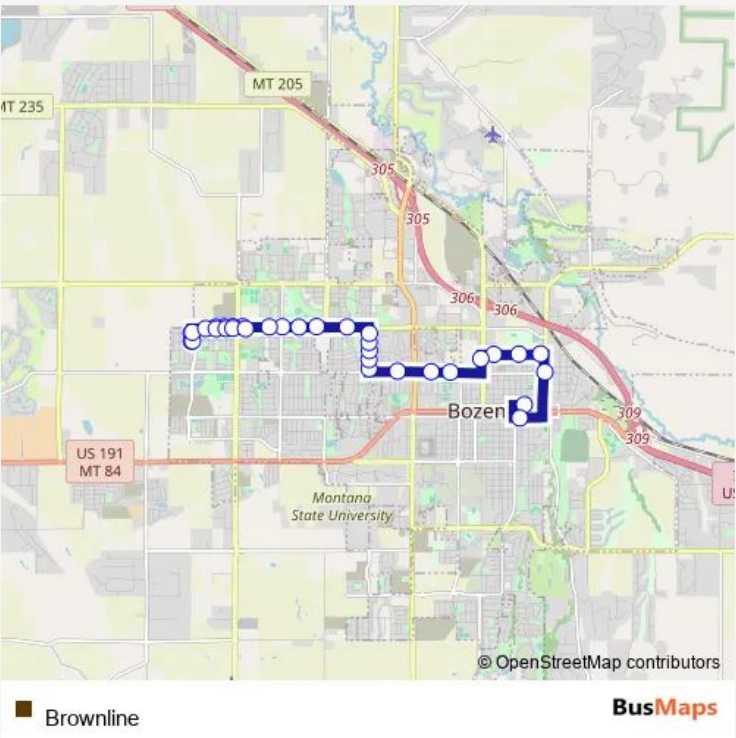 MT 205
MT 235
305
305
306
306
Bozen
309
309
US 191
MT 84
U
Montana
State University
© OpenStreetMap contributors
Brownline
BusMaps